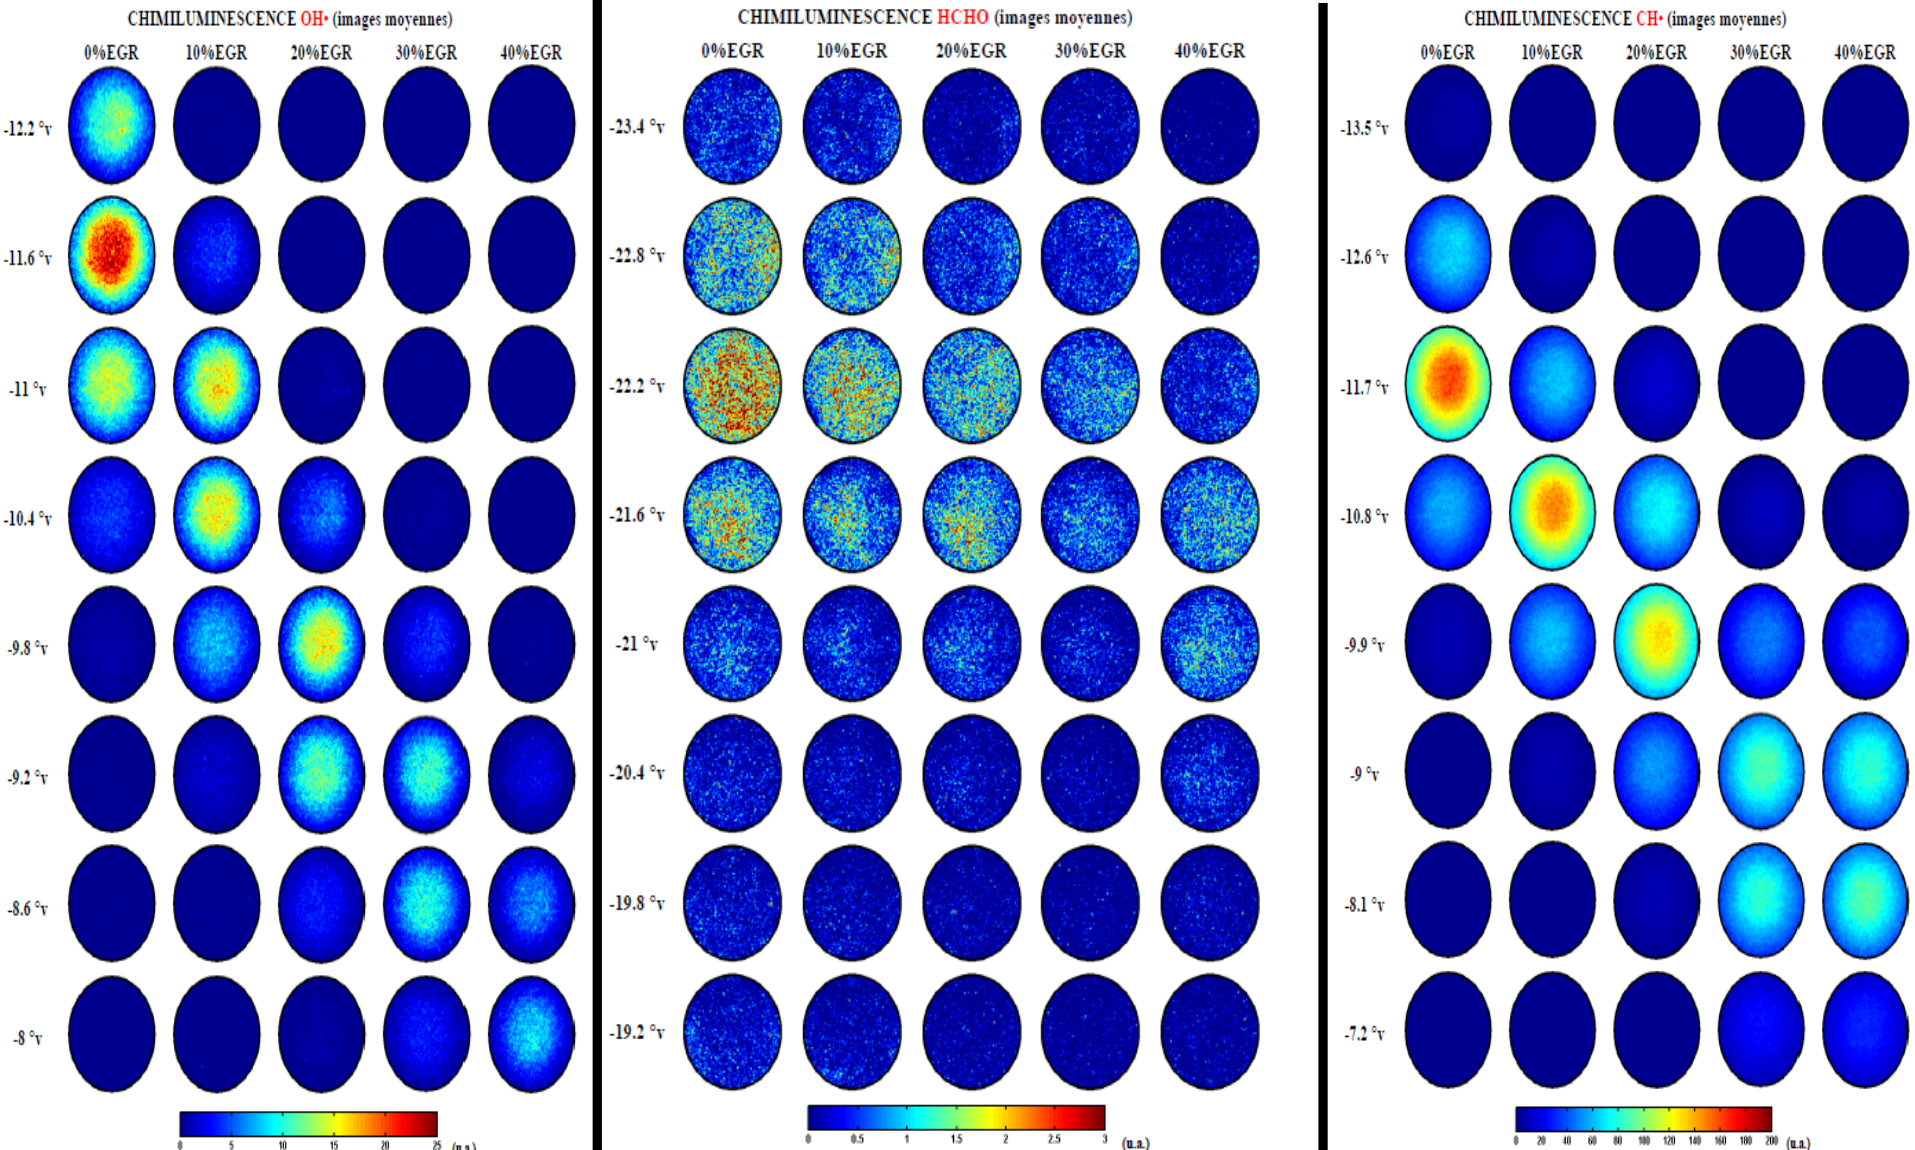 CHIMILUMINESCENCE OH• (images moyennes)
0%EGR 10%EGR 20%EGR 30%EGR 40%EGR
-12.2 °v
-11.6 °v
-11 °v
-10.4 °v
-9.8 °v
-9.2 °v
-8.6 °v
-8 °v
0 5 10 15 20 25 (u.a.)
CHIMILUMINESCENCE HCHO (images moyennes)
0%EGR 10%EGR 20%EGR 30%EGR 40%EGR
-23.4 °v
-22.8 °v
-22.2 °v
-21.6 °v
-21 °v
-20.4 °v
-19.8 °v
-19.2 °v
0 0.5 1 1.5 2 2.5 3 (u.a.)
CHIMILUMINESCENCE CH• (images moyennes)
0%EGR 10%EGR 20%EGR 30%EGR 40%EGR
-13.5 °v
-12.6 °v
-11.7 °v
-10.8 °v
-9.9 °v
-9 °v
-8.1 °v
-7.2 °v
0 20 40 60 80 100 120 140 160 180 200 (u.a.)